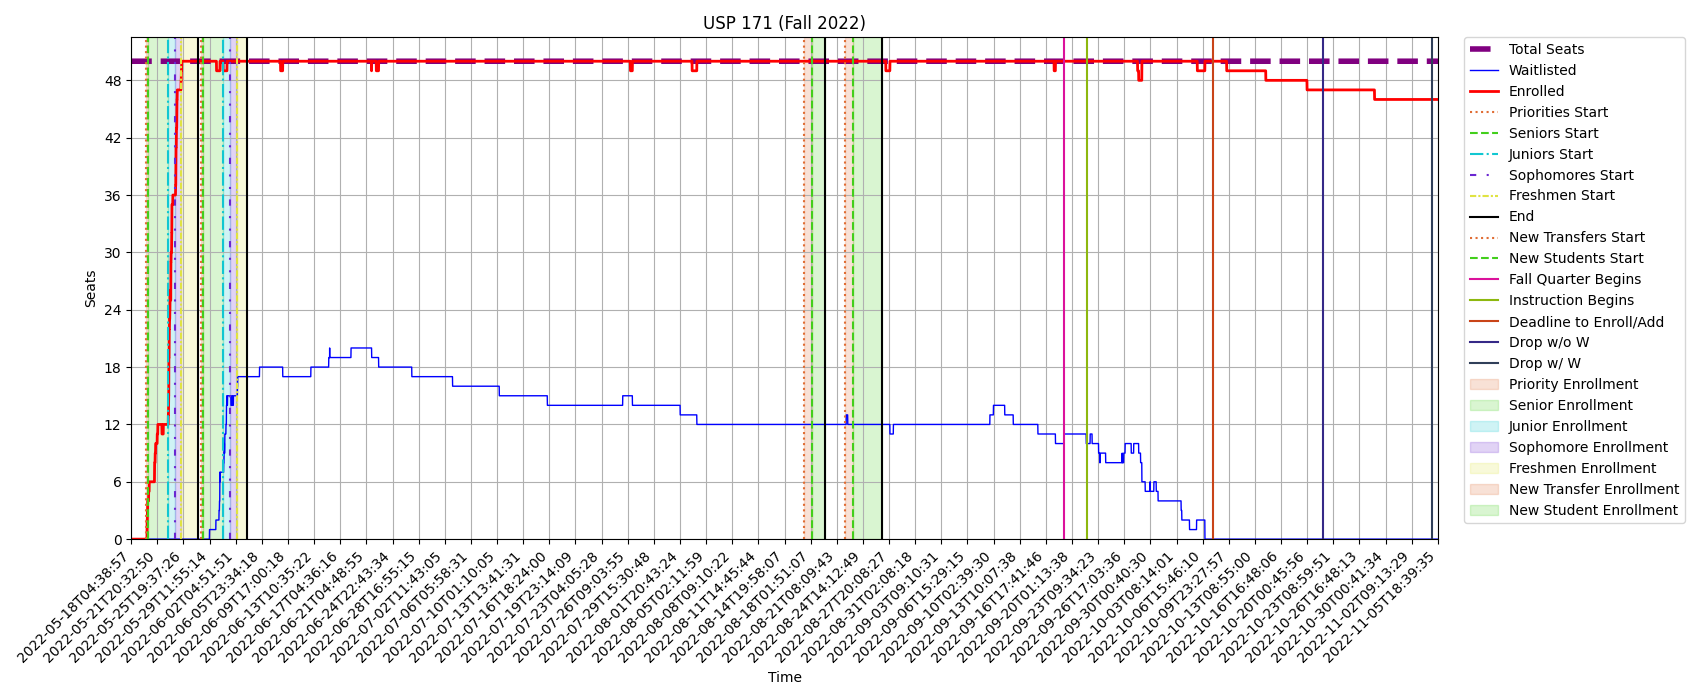 USP 171 (Fall 2022)
Seats
48
42
36
30
24
18
12
6
0
2022-05-18T04:38:57
2022-05-21T20:32:50
2022-05-25T19:37:26
2022-05-29T11:55:14
2022-06-02T04:51:51
2022-06-05T23:34:18
2022-06-09T17:00:18
2022-06-13T10:35:22
2022-06-17T04:36:16
2022-06-21T04:48:55
2022-06-24T22:43:34
2022-06-28T16:55:15
2022-07-02T11:43:05
2022-07-06T05:58:31
2022-07-10T01:10:05
2022-07-13T13:41:31
2022-07-16T18:24:00
2022-07-19T23:14:09
2022-07-23T04:05:28
2022-07-26T09:03:55
2022-07-29T15:30:48
2022-08-01T20:43:24
2022-08-05T02:11:59
2022-08-08T09:10:22
2022-08-11T14:45:44
2022-08-14T19:58:07
2022-08-18T01:51:07
2022-08-21T08:09:43
2022-08-24T14:12:49
2022-08-27T20:08:27
2022-08-31T02:08:18
2022-09-03T09:10:31
2022-09-06T15:29:15
2022-09-10T02:39:30
2022-09-13T10:07:38
2022-09-16T17:41:46
2022-09-20T01:13:38
2022-09-23T09:34:23
2022-09-26T17:03:36
2022-09-30T00:40:30
2022-10-03T08:14:01
2022-10-06T15:46:10
2022-10-09T23:27:57
2022-10-13T08:55:00
2022-10-16T16:48:06
2022-10-20T00:45:56
2022-10-23T08:59:51
2022-10-26T16:48:13
2022-10-30T00:41:34
2022-11-02T09:13:29
2022-11-05T18:39:35
Time
Total Seats
Waitlisted
Enrolled
Priorities Start
Seniors Start
Juniors Start
Sophomores Start
Freshmen Start
End
New Transfers Start
New Students Start
Fall Quarter Begins
Instruction Begins
Deadline to Enroll/Add
Drop w/o W
Drop w/ W
Priority Enrollment
Senior Enrollment
Junior Enrollment
Sophomore Enrollment
Freshmen Enrollment
New Transfer Enrollment
New Student Enrollment